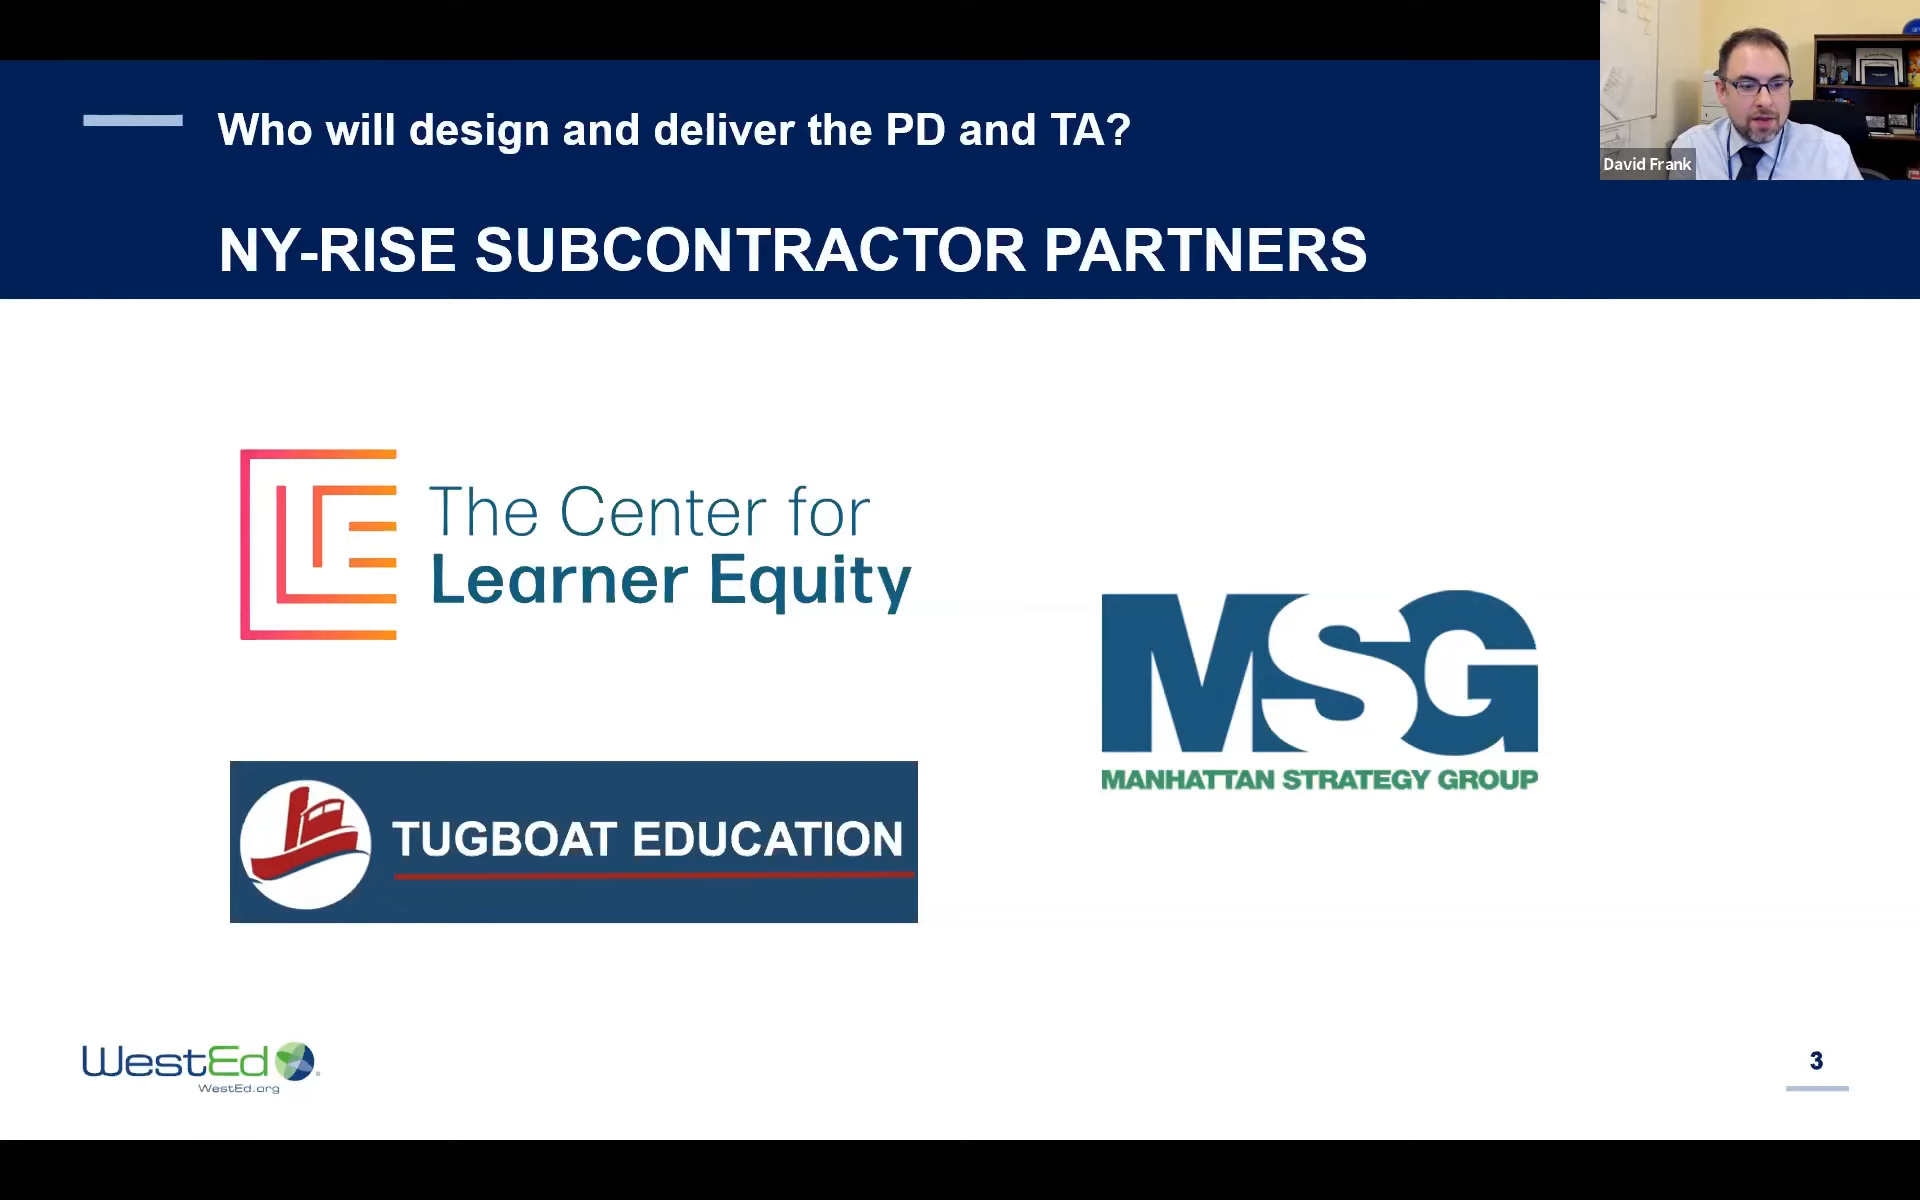 Who will design and deliver the PD and TA?
NY-RISE SUBCONTRACTOR PARTNERS
David Frank
The Center for
Learner Equity
MSG
MANHATTAN STRATEGY GROUP
TUGBOAT EDUCATION
WestEd
WestEd.org
3